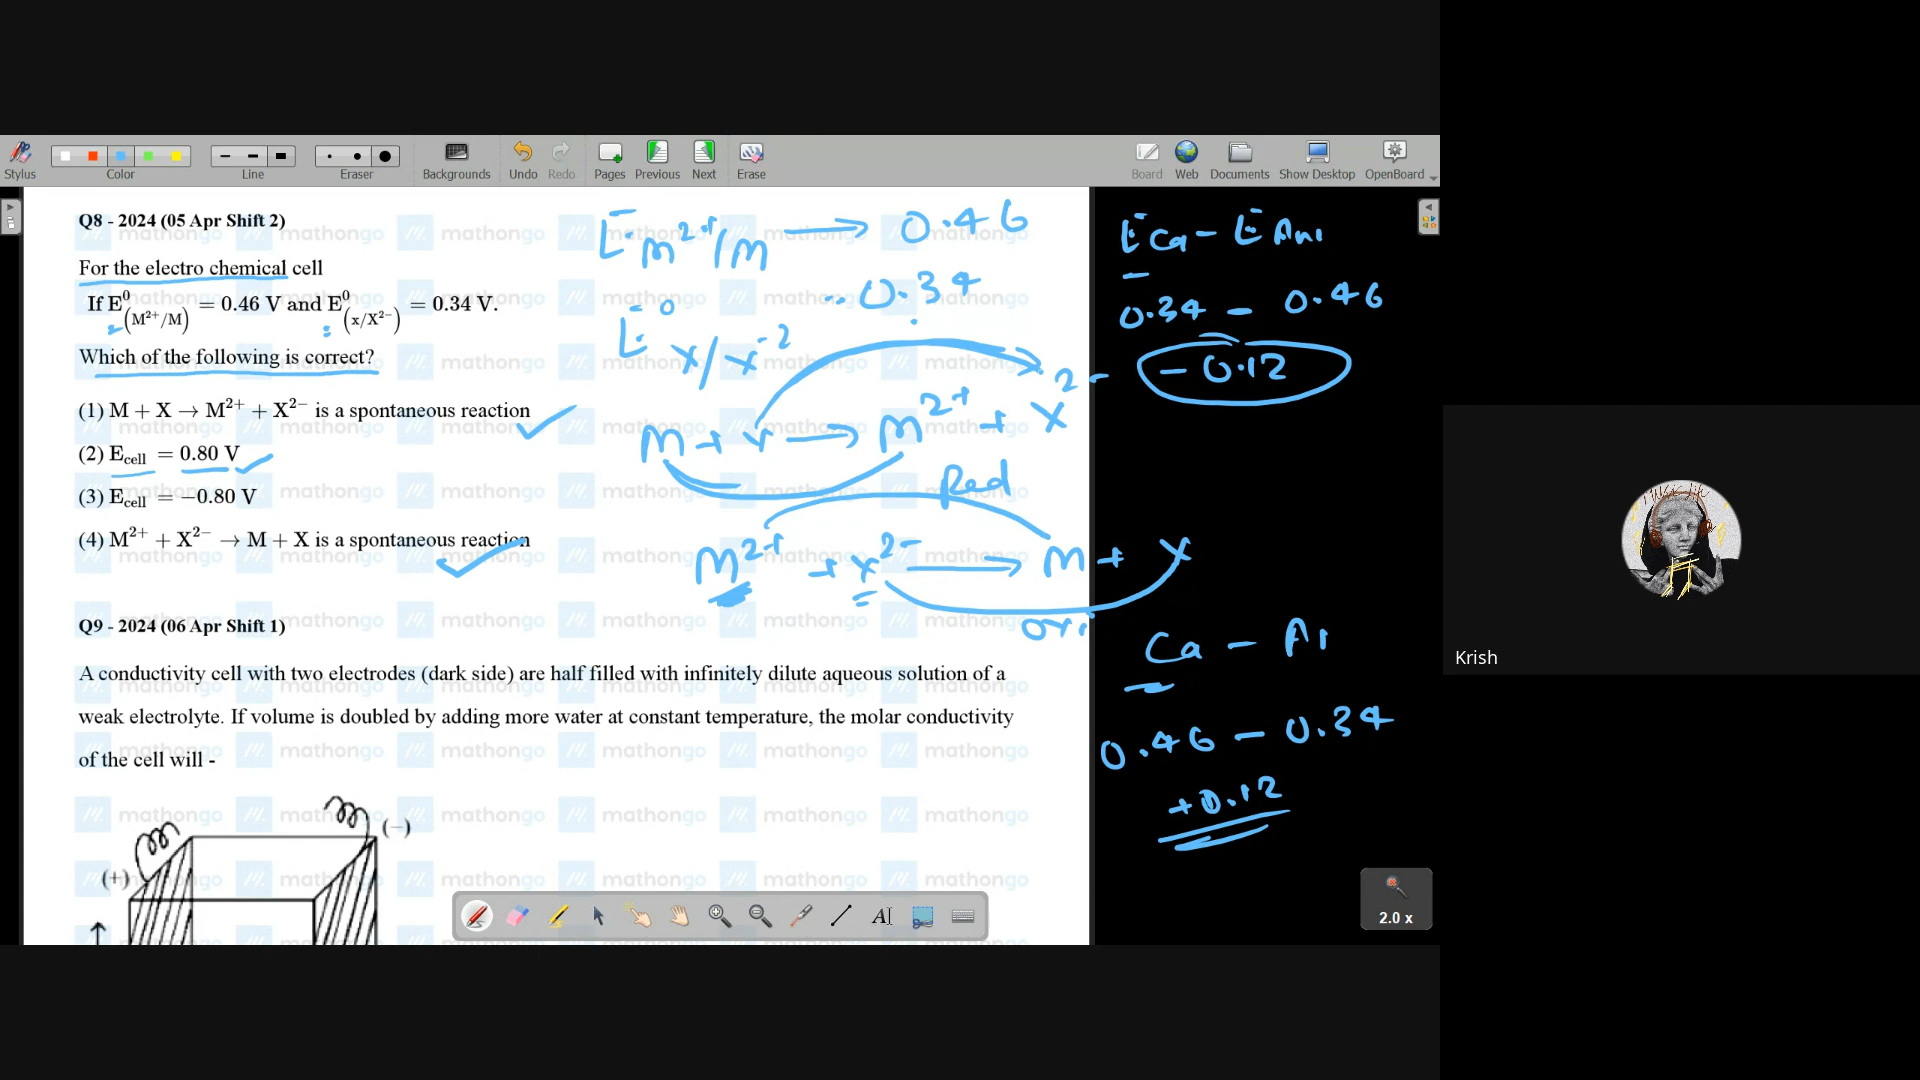 Stylus Color Line Eraser Backgrounds Undo Redo Pages Previous Next Erase Board Web Documents Show Desktop OpenBoard
Q8 - 2024 (05 Apr Shift 2)
For the electro chemical cell
If E⁰(M²⁺/M) = 0.46 V and E⁰(x/X²⁻) = 0.34 V.
Which of the following is correct?
(1) M + X → M²⁺ + X²⁻ is a spontaneous reaction
(2) Ecell = 0.80 V
(3) Ecell = −0.80 V
(4) M²⁺ + X²⁻ → M + X is a spontaneous reaction
E M²⁺/M → 0.46
0.34
E⁰ X/X⁻²
M + X → M²⁺ + X²⁻
Red
M²⁺ + X²⁻ → M + X
Oxi
E Ca - E An
0.34 - 0.46
- 0.12
Ca - An
0.46 - 0.34
+0.12
Q9 - 2024 (06 Apr Shift 1)
A conductivity cell with two electrodes (dark side) are half filled with infinitely dilute aqueous solution of a
weak electrolyte. If volume is doubled by adding more water at constant temperature, the molar conductivity
of the cell will -
(−)
(+)
mathongo
2.0 x
Krish